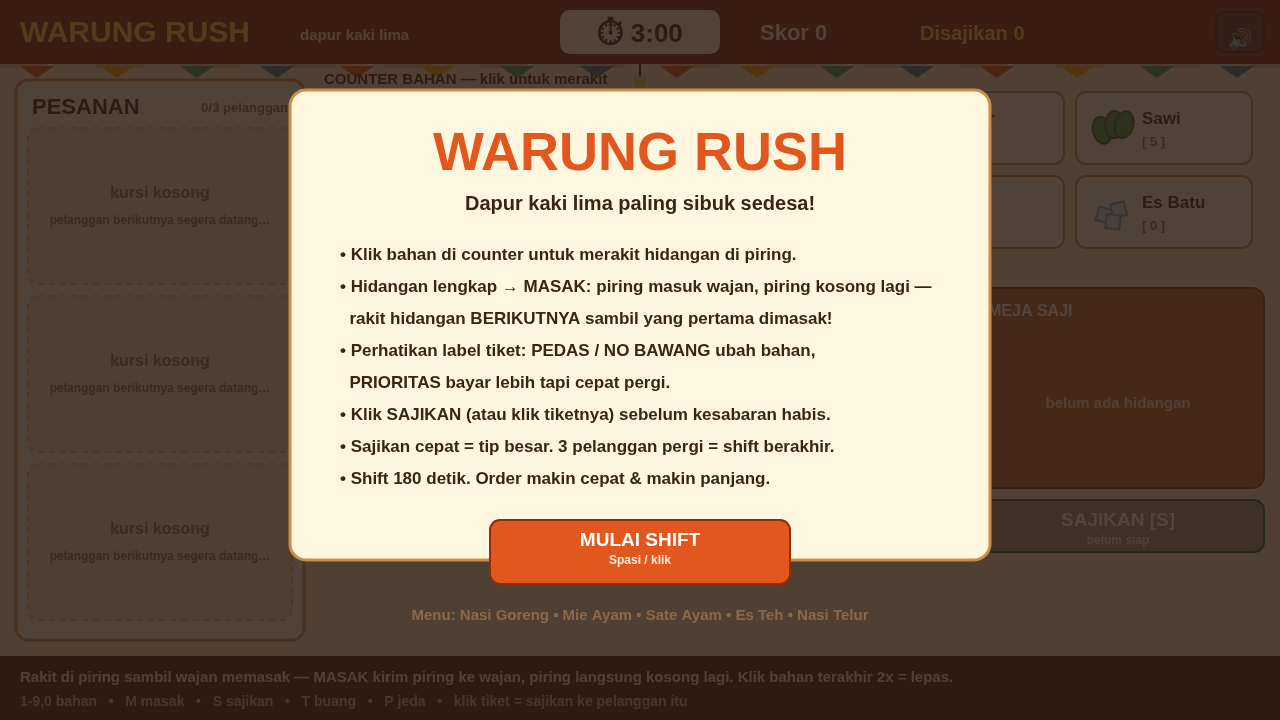 WARUNG RUSH
dapur kaki lima
⏱ 3:00
Skor 0
Disajikan 0
COUNTER BAHAN — klik untuk merakit
PESANAN
0/3 pelanggan
kursi kosong
pelanggan berikutnya segera datang…
kursi kosong
pelanggan berikutnya segera datang…
kursi kosong
pelanggan berikutnya segera datang…
WARUNG RUSH
Dapur kaki lima paling sibuk sedesa!
• Klik bahan di counter untuk merakit hidangan di piring.
• Hidangan lengkap → MASAK: piring masuk wajan, piring kosong lagi —
rakit hidangan BERIKUTNYA sambil yang pertama dimasak!
• Perhatikan label tiket: PEDAS / NO BAWANG ubah bahan,
PRIORITAS bayar lebih tapi cepat pergi.
• Klik SAJIKAN (atau klik tiketnya) sebelum kesabaran habis.
• Sajikan cepat = tip besar. 3 pelanggan pergi = shift berakhir.
• Shift 180 detik. Order makin cepat & makin panjang.
MULAI SHIFT
Spasi / klik
Sawi
[ 5 ]
Es Batu
[ 0 ]
MEJA SAJI
belum ada hidangan
SAJIKAN [S]
belum siap
Menu: Nasi Goreng • Mie Ayam • Sate Ayam • Es Teh • Nasi Telur
Rakit di piring sambil wajan memasak — MASAK kirim piring ke wajan, piring langsung kosong lagi. Klik bahan terakhir 2x = lepas.
1-9,0 bahan • M masak • S sajikan • T buang • P jeda • klik tiket = sajikan ke pelanggan itu